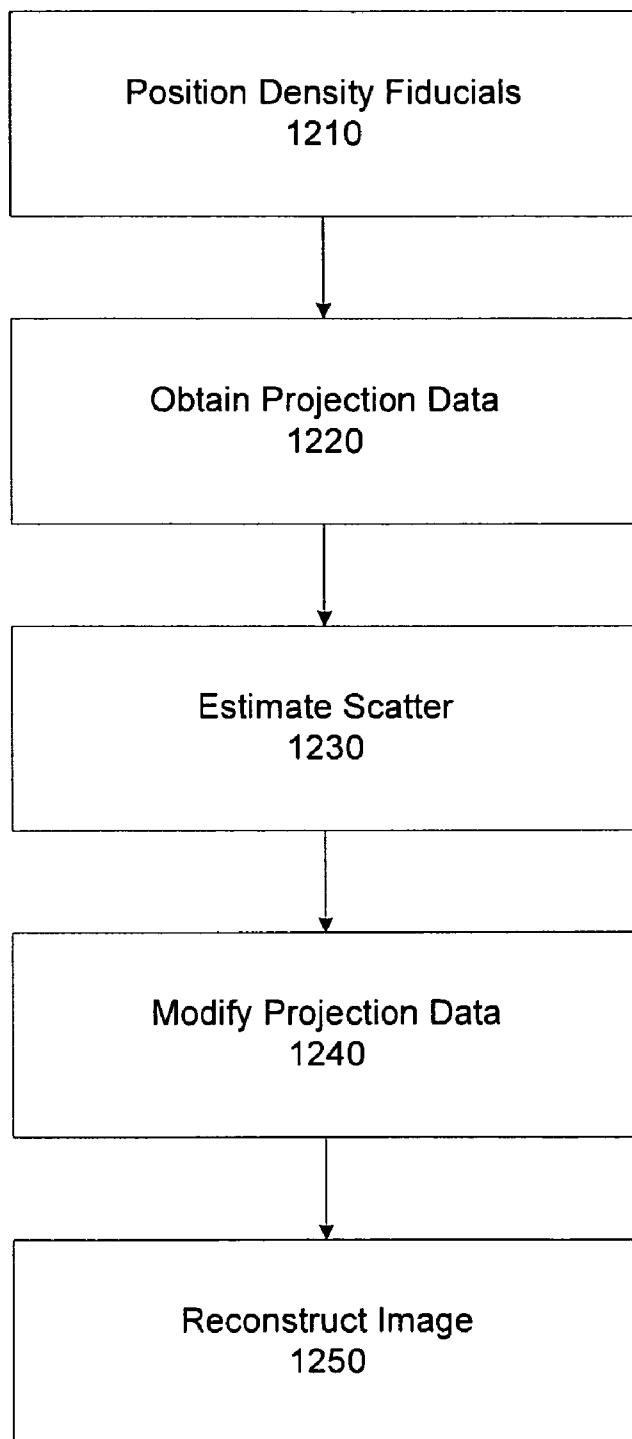 Position Density Fiducials
1210
Obtain Projection Data
1220
Estimate Scatter
1230
Modify Projection Data
1240
Reconstruct Image
1250